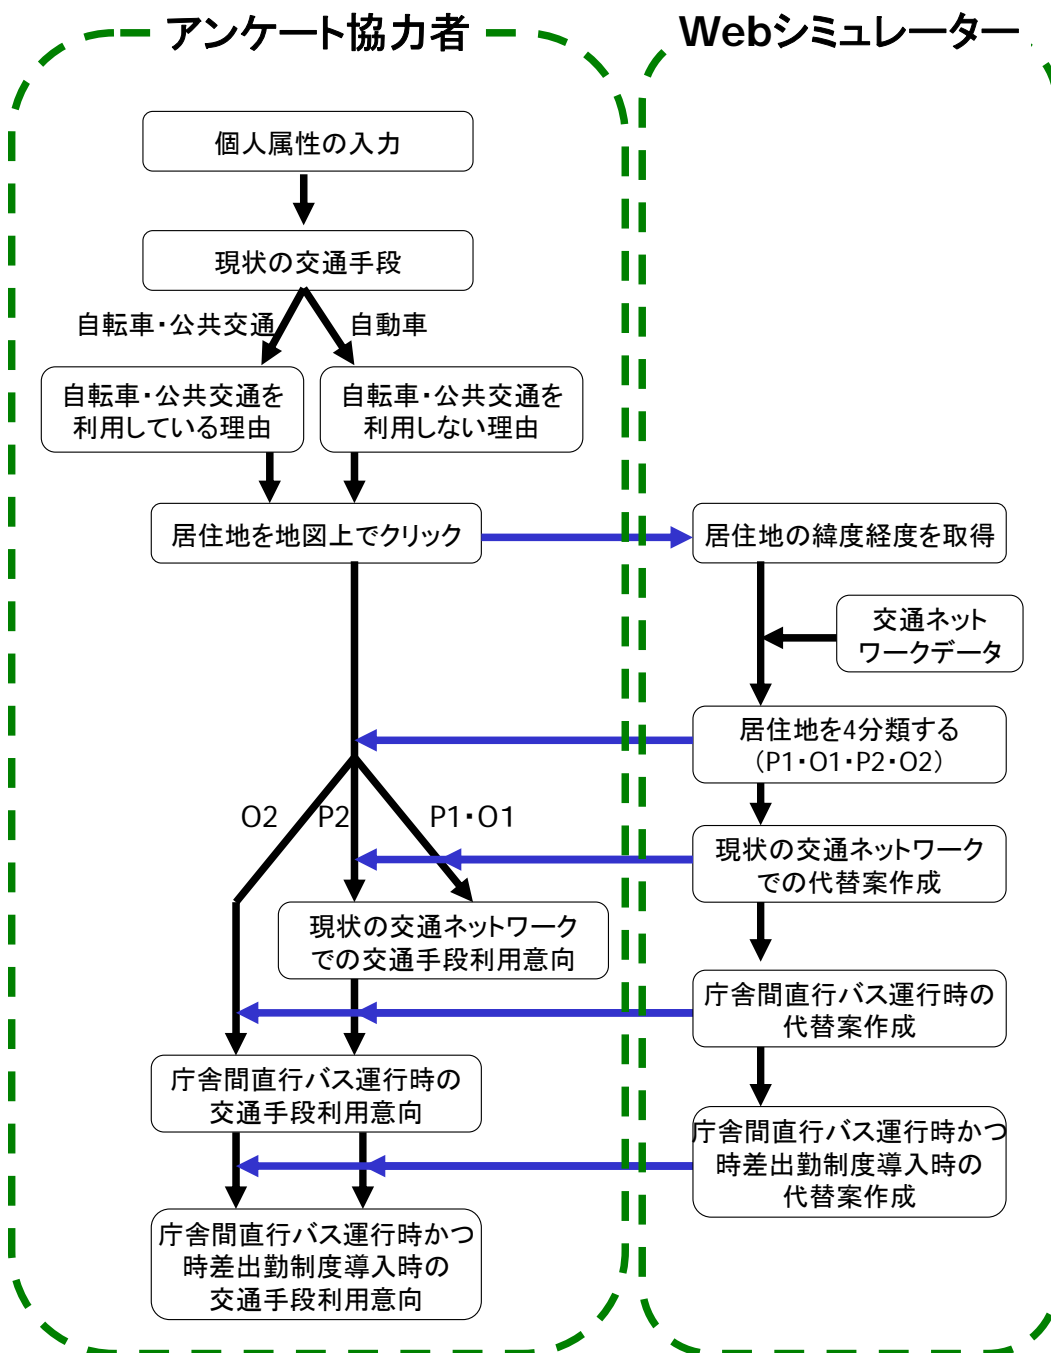 アンケート協力者
Webシミュレーター
個人属性の入力
現状の交通手段
自転車・公共交通
自動車
自転車・公共交通を
利用している理由
自転車・公共交通を
利用しない理由
居住地を地図上でクリック
居住地の緯度経度を取得
交通ネット
ワークデータ
居住地を4分類する
（P1・O1・P2・O2）
O2
P2
P1・O1
現状の交通ネットワーク
での代替案作成
現状の交通ネットワーク
での交通手段利用意向
庁舎間直行バス運行時の
代替案作成
庁舎間直行バス運行時の
交通手段利用意向
庁舎間直行バス運行時かつ
時差出勤制度導入時の
代替案作成
庁舎間直行バス運行時かつ
時差出勤制度導入時の
交通手段利用意向